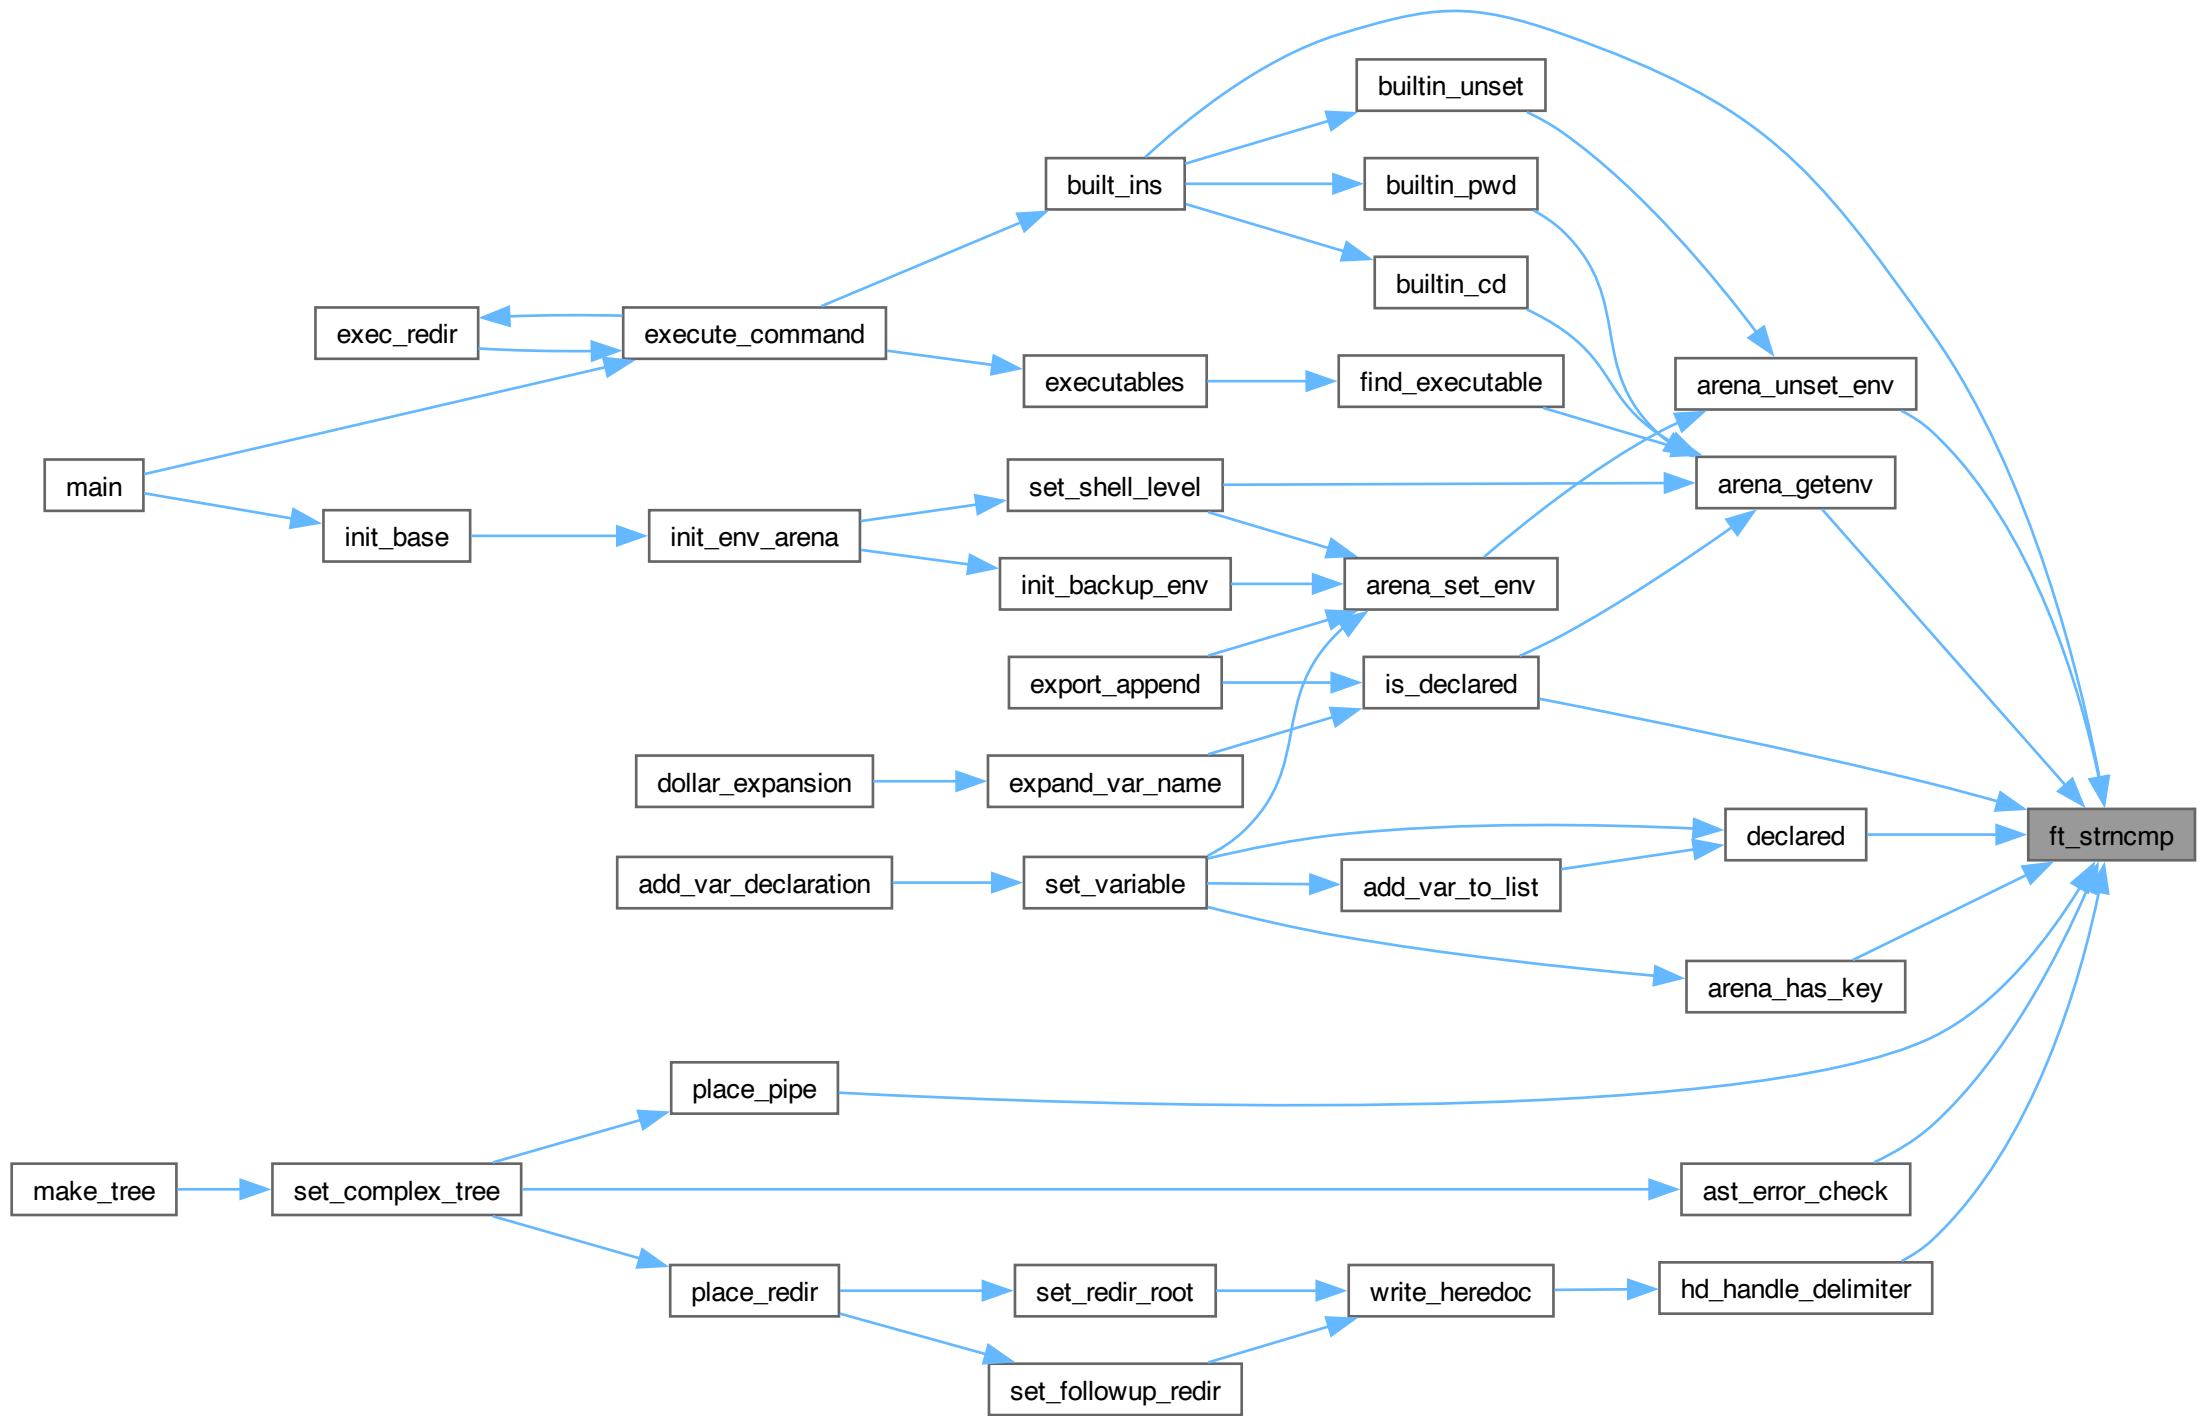 builtin_unset
built_ins
builtin_pwd
builtin_cd
exec_redir
execute_command
executables
find_executable
arena_unset_env
main
set_shell_level
arena_getenv
init_base
init_env_arena
init_backup_env
arena_set_env
export_append
is_declared
dollar_expansion
expand_var_name
declared
ft_strncmp
add_var_declaration
set_variable
add_var_to_list
arena_has_key
place_pipe
make_tree
set_complex_tree
ast_error_check
place_redir
set_redir_root
write_heredoc
hd_handle_delimiter
set_followup_redir